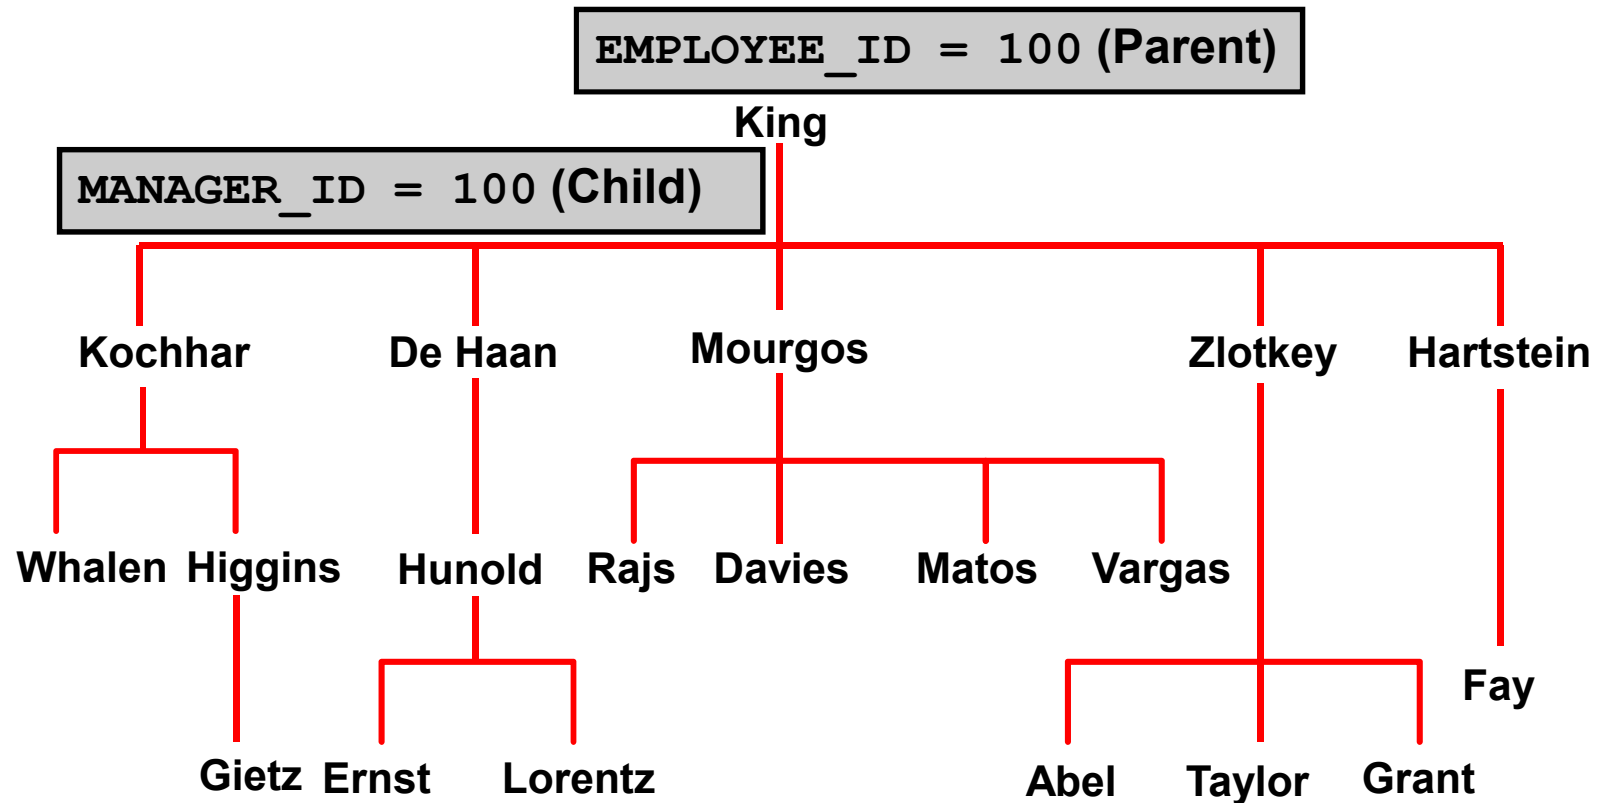 EMPLOYEE_ID = 100 (Parent)
King
MANAGER_ID = 100 (Child)
Kochhar De Haan Mourgos Zlotkey Hartstein
Whalen Higgins Hunold Rajs Davies Matos Vargas
Fay
Gietz Ernst Lorentz Abel Taylor Grant